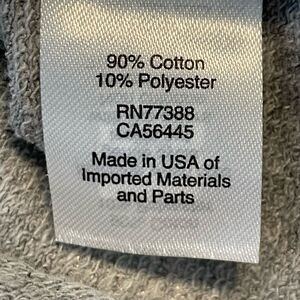 90% Cotton
10% Polyester
RN77388
CA56445
Made in USA of
Imported Materials
and Parts